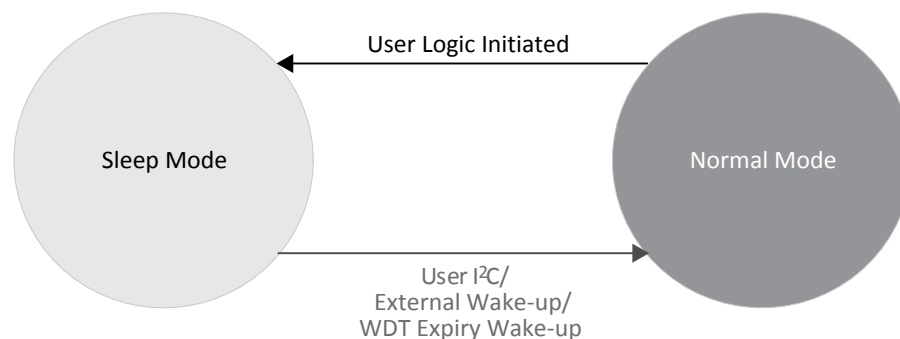 User Logic Initiated
Sleep Mode
Normal Mode
User I²C/
External Wake-up/
WDT Expiry Wake-up